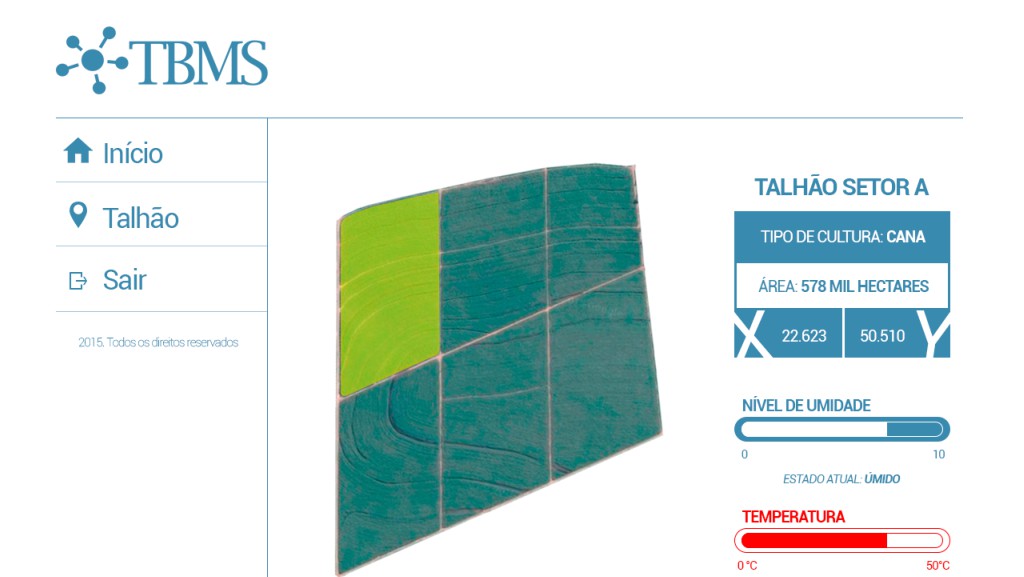 TBMS
Início
Talhão
Sair
2015. Todos os direitos reservados
TALHÃO SETOR A
TIPO DE CULTURA: CANA
ÁREA: 578 MIL HECTARES
X 22.623 50.510 Y
NÍVEL DE UMIDADE
0 10
ESTADO ATUAL: ÚMIDO
TEMPERATURA
0 °C 50°C